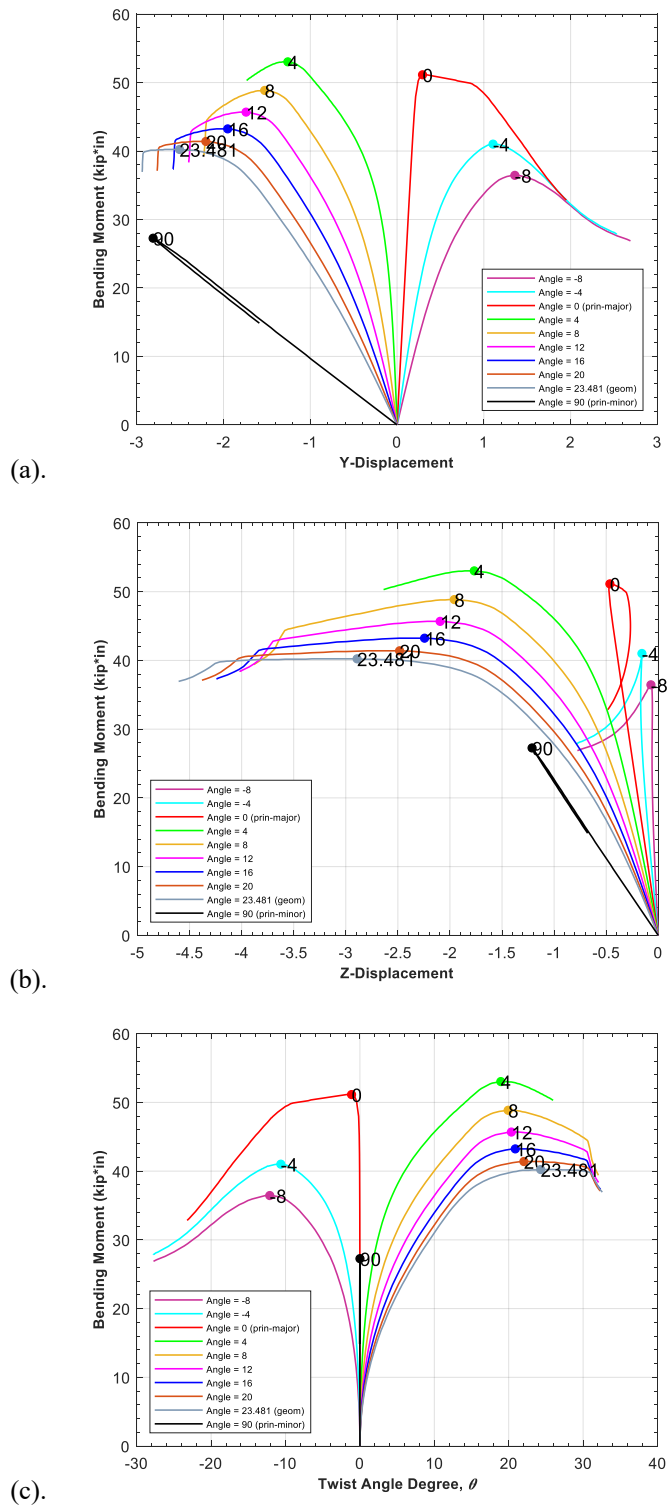 60
50
40
30
20
10
0
Bending Moment (kip*in)
4
0
8
12
16
20
23.481
-4
-8
90
Angle = -8
Angle = -4
Angle = 0 (prin-major)
Angle = 4
Angle = 8
Angle = 12
Angle = 16
Angle = 20
Angle = 23.481 (geom)
Angle = 90 (prin-minor)
-3 -2 -1 0 1 2 3
Y-Displacement
(a).
60
50
40
30
20
10
0
Bending Moment (kip*in)
4
0
8
12
16
20
23.481
-4
-8
90
Angle = -8
Angle = -4
Angle = 0 (prin-major)
Angle = 4
Angle = 8
Angle = 12
Angle = 16
Angle = 20
Angle = 23.481 (geom)
Angle = 90 (prin-minor)
-5 -4.5 -4 -3.5 -3 -2.5 -2 -1.5 -1 -0.5 0
Z-Displacement
(b).
60
50
40
30
20
10
0
Bending Moment (kip*in)
0
4
8
12
16
20
23.481
-4
-8
90
Angle = -8
Angle = -4
Angle = 0 (prin-major)
Angle = 4
Angle = 8
Angle = 12
Angle = 16
Angle = 20
Angle = 23.481 (geom)
Angle = 90 (prin-minor)
-30 -20 -10 0 10 20 30 40
Twist Angle Degree, θ
(c).